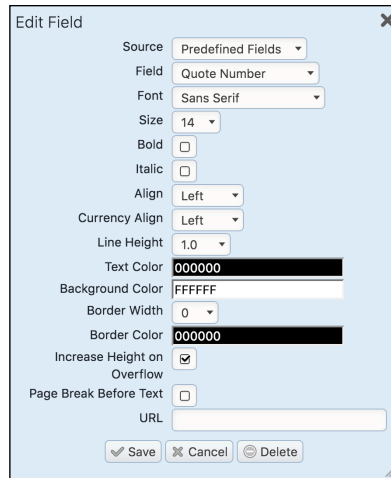 Edit Field
Source Predefined Fields
Field Quote Number
Font Sans Serif
Size 14
Bold
Italic
Align Left
Currency Align Left
Line Height 1.0
Text Color 000000
Background Color FFFFFF
Border Width 0
Border Color 000000
Increase Height on
Overflow
Page Break Before Text
URL
Save Cancel Delete